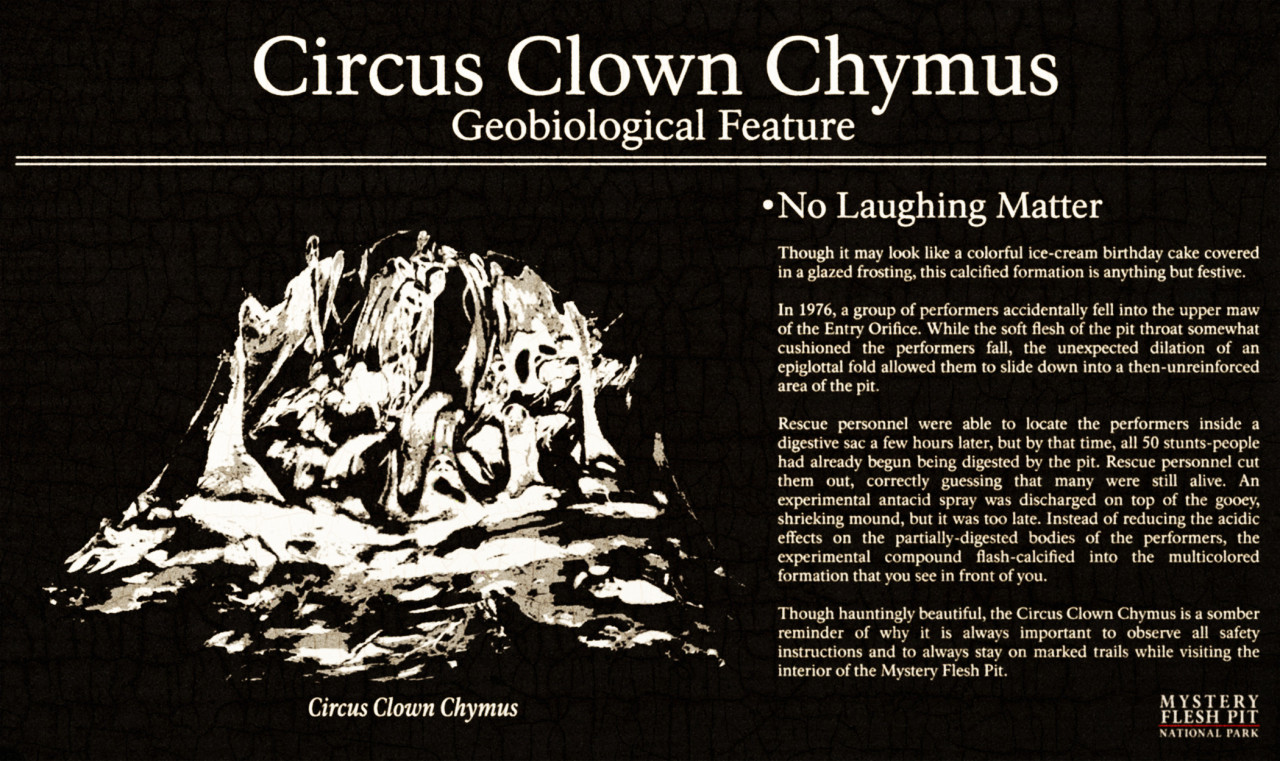 Circus Clown Chymus
Geobiological Feature
•No Laughing Matter
Though it may look like a colorful ice-cream birthday cake covered
in a glazed frosting, this calcified formation is anything but festive.
In 1976, a group of performers accidentally fell into the upper maw
of the Entry Orifice. While the soft flesh of the pit throat somewhat
cushioned the performers fall, the unexpected dilation of an
epiglottal fold allowed them to slide down into a then-unreinforced
area of the pit.
Rescue personnel were able to locate the performers inside a
digestive sac a few hours later, but by that time, all 50 stunts-people
had already begun being digested by the pit. Rescue personnel cut
them out, correctly guessing that many were still alive. An
experimental antacid spray was discharged on top of the gooey,
shrieking mound, but it was too late. Instead of reducing the acidic
effects on the partially-digested bodies of the performers, the
experimental compound flash-calcified into the multicolored
formation that you see in front of you.
Though hauntingly beautiful, the Circus Clown Chymus is a somber
reminder of why it is always important to observe all safety
instructions and to always stay on marked trails while visiting the
interior of the Mystery Flesh Pit.
Circus Clown Chymus
MYSTERY
FLESH PIT
NATIONAL PARK